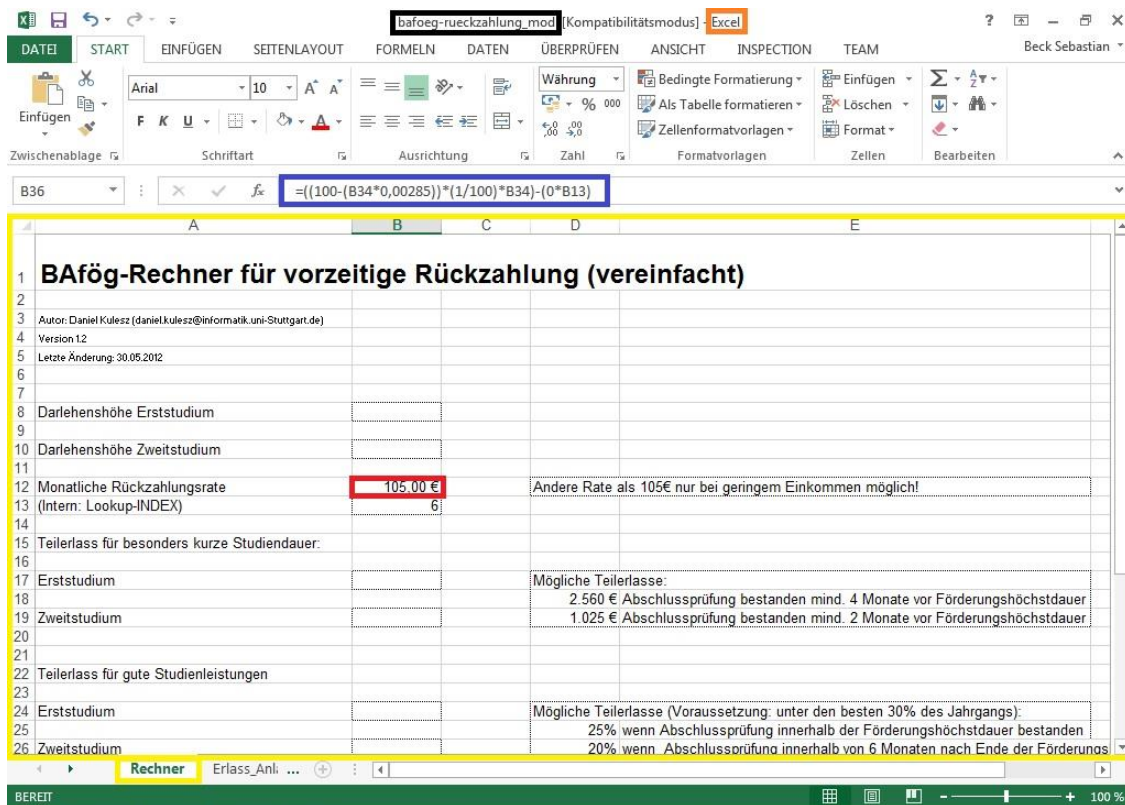 bafoeg-rueckzahlung_mod [Kompatibilitätsmodus] - Excel
DATEI START EINFÜGEN SEITENLAYOUT FORMELN DATEN ÜBERPRÜFEN ANSICHT INSPECTION TEAM Beck Sebastian
Einfügen
Arial 10
F K U
Währung
% 000
Bedingte Formatierung
Als Tabelle formatieren
Zellenformatvorlagen
Einfügen
Löschen
Format
Zwischenablage Schriftart Ausrichtung Zahl Formatvorlagen Zellen Bearbeiten
B36 fx =((100-(B34*0,00285))*(1/100)*B34)-(0*B13)
A B C D E
1 BAfög-Rechner für vorzeitige Rückzahlung (vereinfacht)
2
3 Autor: Daniel Kulesz (daniel.kulesz@informatik.uni-Stuttgart.de)
4 Version 1.2
5 Letzte Änderung: 30.05.2012
6
7
8 Darlehenshöhe Erststudium
9
10 Darlehenshöhe Zweitstudium
11
12 Monatliche Rückzahlungsrate 105.00 € Andere Rate als 105€ nur bei geringem Einkommen möglich!
13 (Intern: Lookup-INDEX) 6
14
15 Teilerlass für besonders kurze Studiendauer:
16
17 Erststudium Mögliche Teilerlasse:
18 2.560 € Abschlussprüfung bestanden mind. 4 Monate vor Förderungshöchstdauer
19 Zweitstudium 1.025 € Abschlussprüfung bestanden mind. 2 Monate vor Förderungshöchstdauer
20
21
22 Teilerlass für gute Studienleistungen
23
24 Erststudium Mögliche Teilerlasse (Voraussetzung: unter den besten 30% des Jahrgangs):
25 25% wenn Abschlussprüfung innerhalb der Förderungshöchstdauer bestanden
26 Zweitstudium 20% wenn Abschlussprüfung innerhalb von 6 Monaten nach Ende der Förderungs
Rechner Erlass_Anl ...
BEREIT 100 %